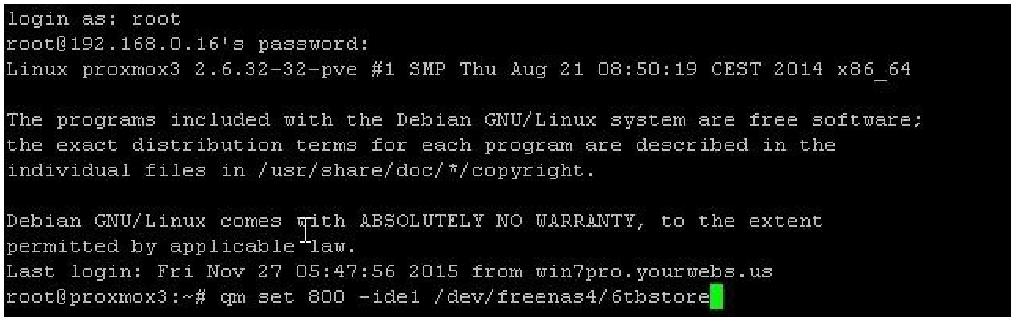 login as: root
root@192.168.0.16's password:
Linux proxmox3 2.6.32-32-pve #1 SMP Thu Aug 21 08:50:19 CEST 2014 x86_64
The programs included with the Debian GNU/Linux system are free software;
the exact distribution terms for each program are described in the
individual files in /usr/share/doc/*/copyright.
Debian GNU/Linux comes with ABSOLUTELY NO WARRANTY, to the extent
permitted by applicable law.
Last login: Fri Nov 27 05:47:56 2015 from win7pro.yourwebs.us
root@proxmox3:~# qm set 800 -ide1 /dev/freenas4/6tbstore